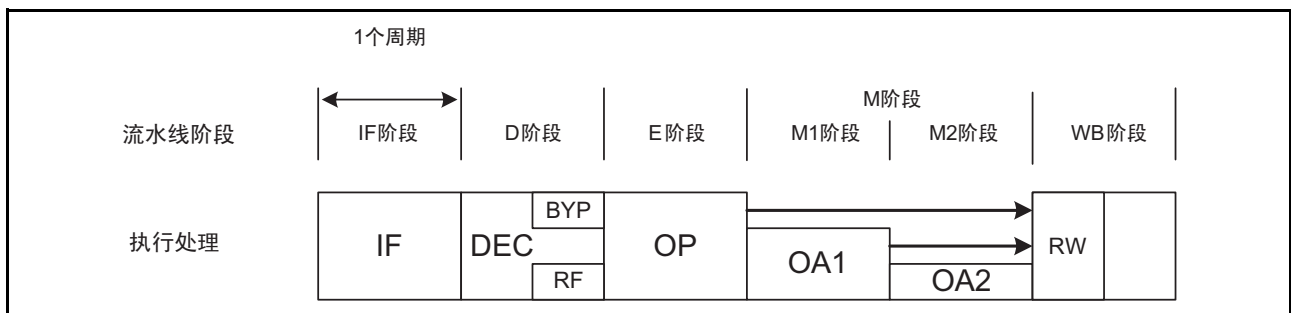 1个周期
M阶段
流水线阶段 IF阶段 D阶段 E阶段 M1阶段 M2阶段 WB阶段
BYP
执行处理 IF DEC OP OA1 RW
RF OA2